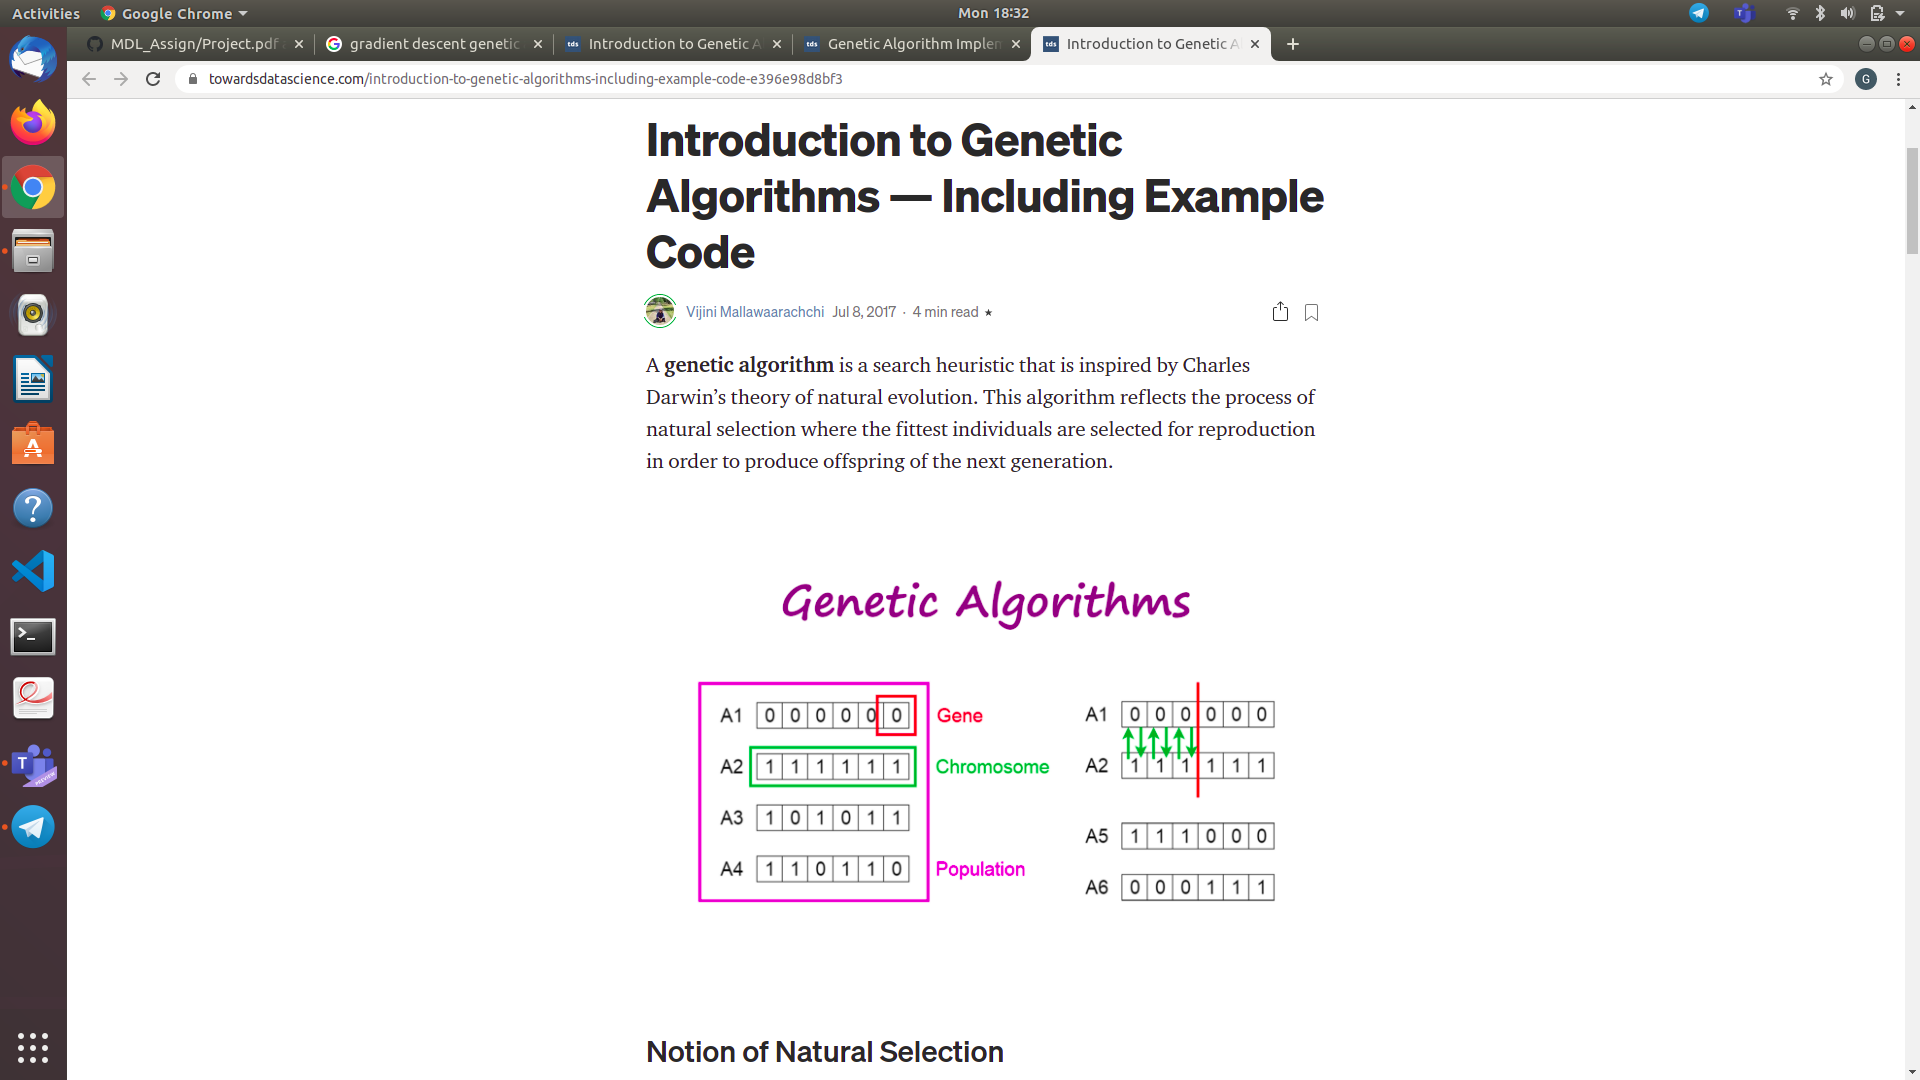 Activities
Google Chrome
Mon 18:32
MDL_Assign/Project.pdf
gradient descent genetic
Introduction to Genetic A
Genetic Algorithm Implem
Introduction to Genetic Al
towardsdatascience.com/introduction-to-genetic-algorithms-including-example-code-e396e98d8bf3
G
Introduction to Genetic
Algorithms — Including Example
Code
Vijini Mallawaarachchi Jul 8, 2017 · 4 min read ★
A genetic algorithm is a search heuristic that is inspired by Charles
Darwin’s theory of natural evolution. This algorithm reflects the process of
natural selection where the fittest individuals are selected for reproduction
in order to produce offspring of the next generation.
Genetic Algorithms
A1 0 0 0 0 0 0 Gene
A2 1 1 1 1 1 1 Chromosome
A3 1 0 1 0 1 1
A4 1 1 0 1 1 0 Population
A1 0 0 0 0 0 0
A2 1 1 1 1 1 1
A5 1 1 1 0 0 0
A6 0 0 0 1 1 1
Notion of Natural Selection